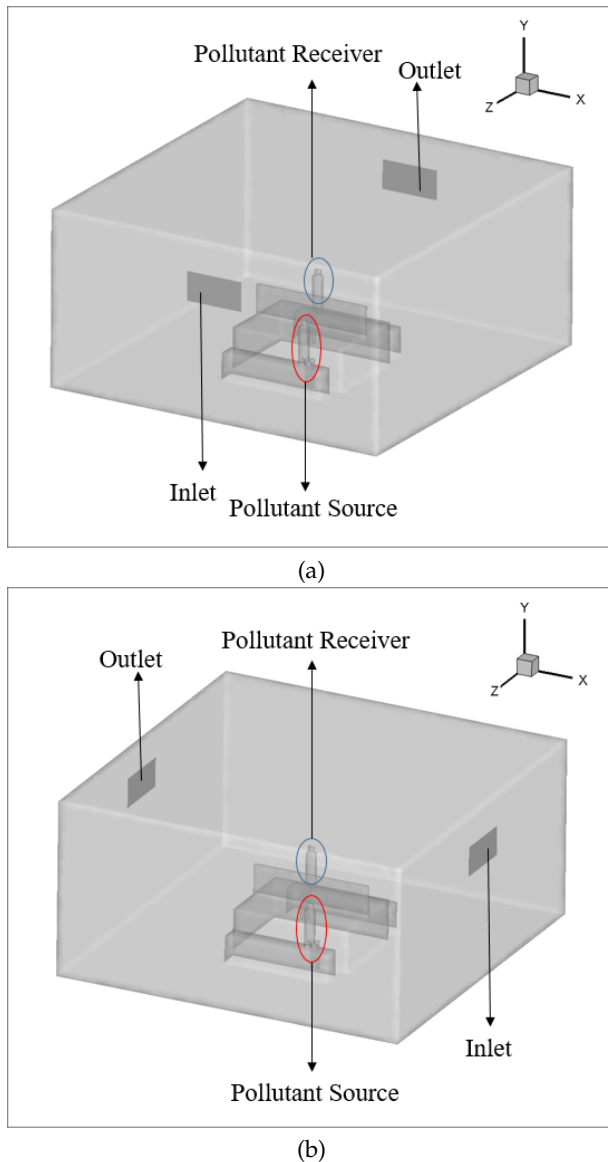 Pollutant Receiver
Outlet
Y
Z
X
Inlet
Pollutant Source
(a)
Pollutant Receiver
Outlet
Y
Z
X
Inlet
Pollutant Source
(b)